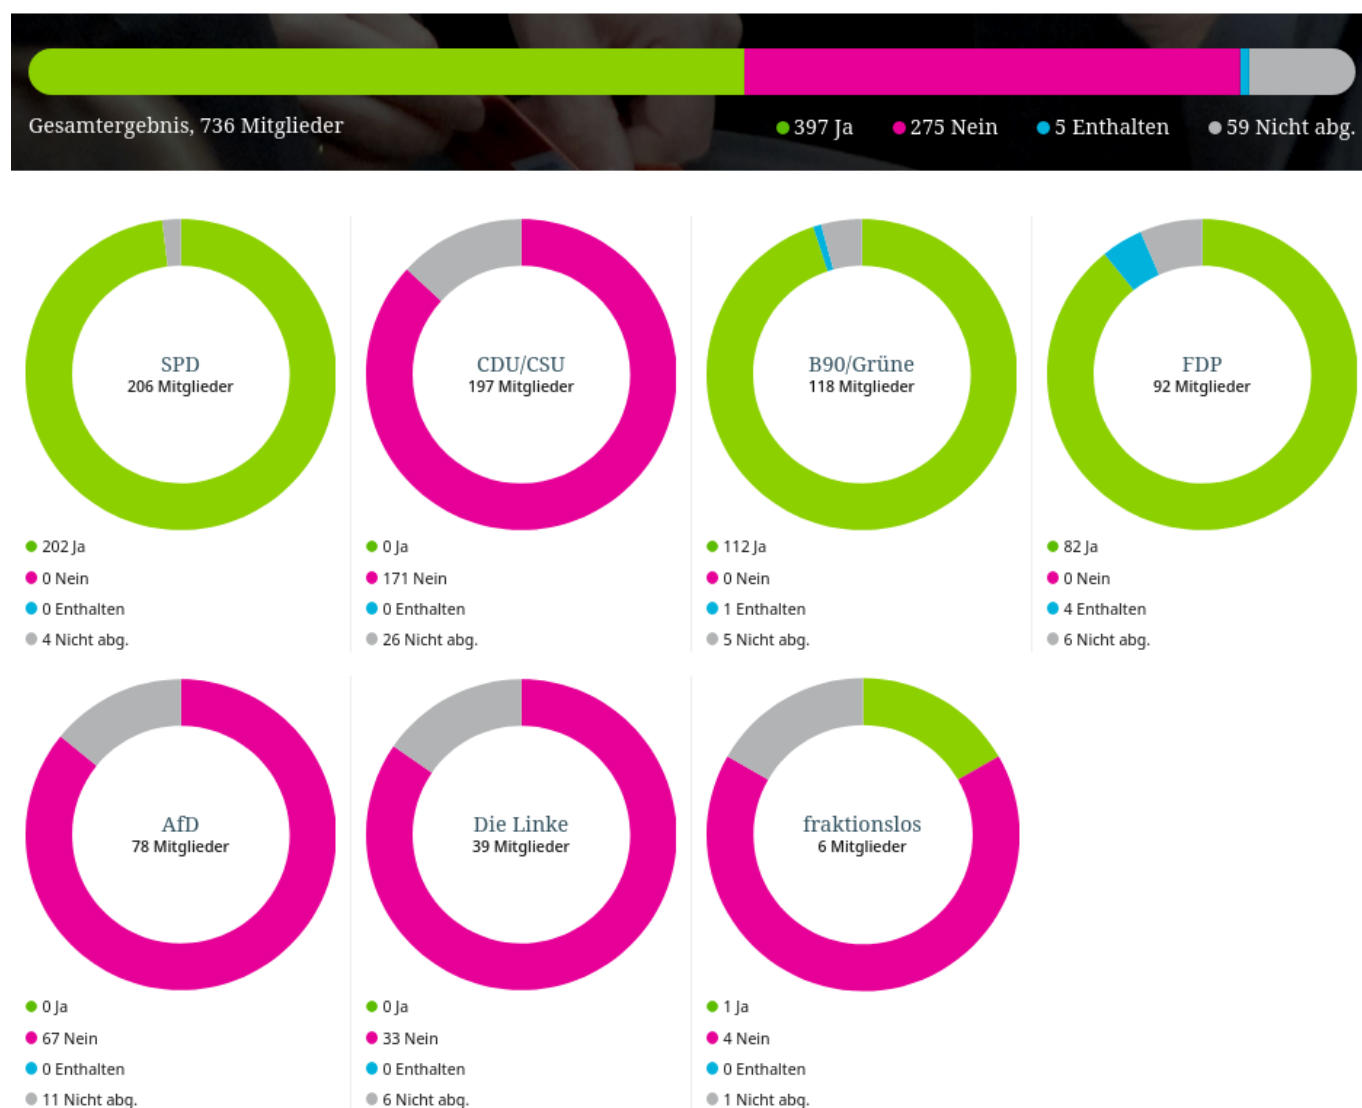 Gesamtergebnis, 736 Mitglieder
397 Ja
275 Nein
5 Enthalten
59 Nicht abg.
SPD
206 Mitglieder
202 Ja
0 Nein
0 Enthalten
4 Nicht abg.
CDU/CSU
197 Mitglieder
0 Ja
171 Nein
0 Enthalten
26 Nicht abg.
B90/Grüne
118 Mitglieder
112 Ja
0 Nein
1 Enthalten
5 Nicht abg.
FDP
92 Mitglieder
82 Ja
0 Nein
4 Enthalten
6 Nicht abg.
AfD
78 Mitglieder
0 Ja
67 Nein
0 Enthalten
11 Nicht abg.
Die Linke
39 Mitglieder
0 Ja
33 Nein
0 Enthalten
6 Nicht abg.
fraktionslos
6 Mitglieder
1 Ja
4 Nein
0 Enthalten
1 Nicht abg.